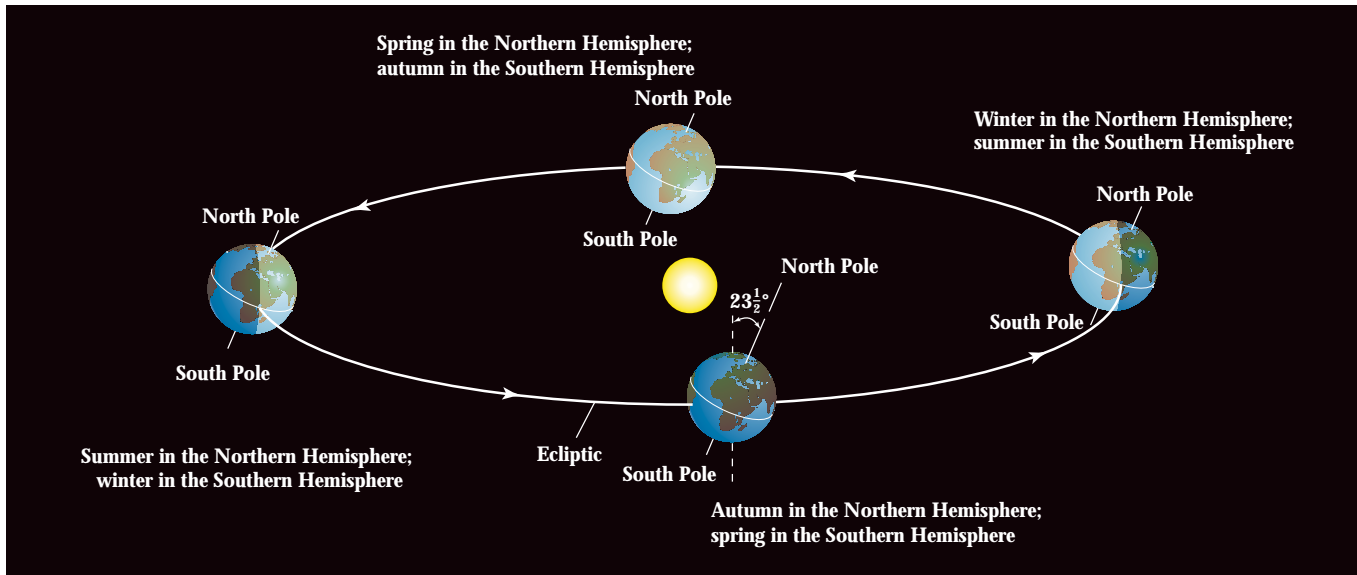 Spring in the Northern Hemisphere;
autumn in the Southern Hemisphere
North Pole
South Pole
Winter in the Northern Hemisphere;
summer in the Southern Hemisphere
North Pole
South Pole
North Pole
South Pole
Summer in the Northern Hemisphere;
winter in the Southern Hemisphere
North Pole
23½°
Ecliptic
South Pole
Autumn in the Northern Hemisphere;
spring in the Southern Hemisphere